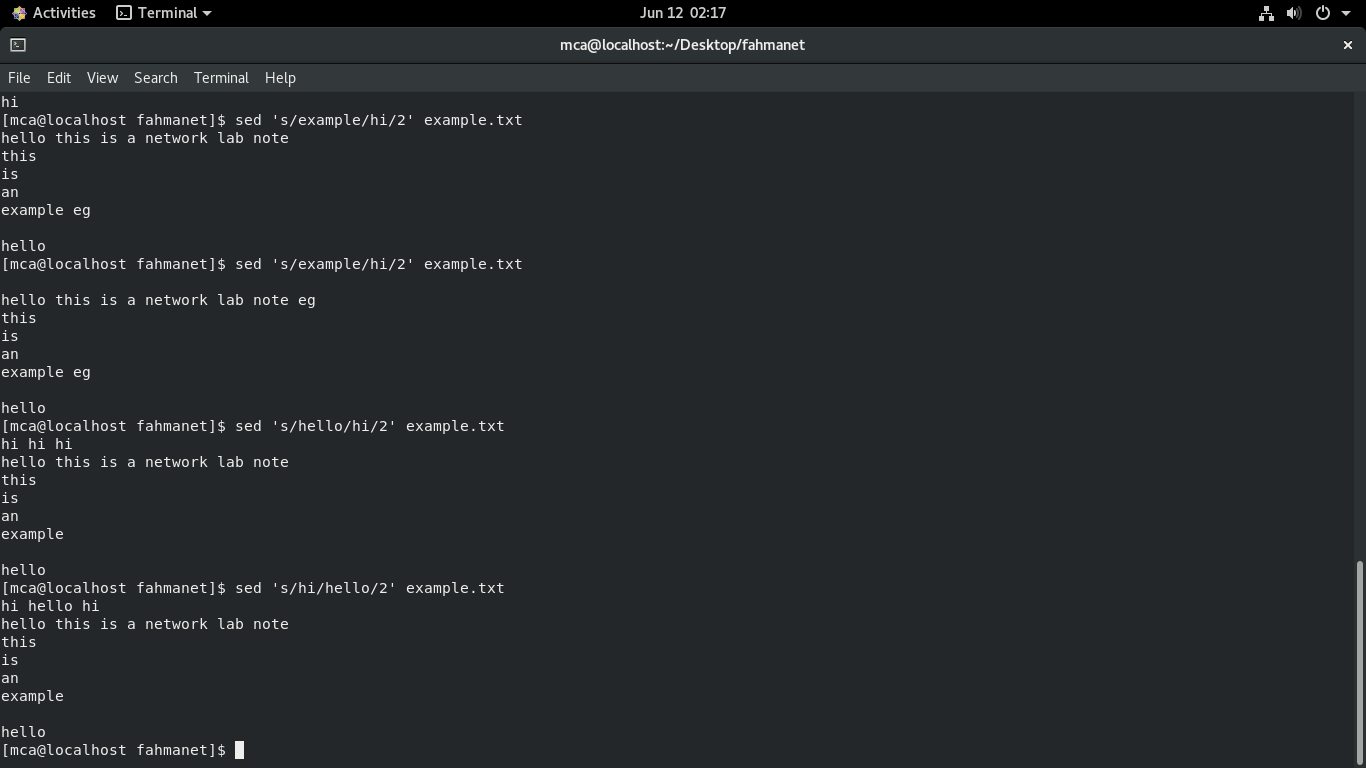 Activities Terminal Jun 12 02:17
mca@localhost:~/Desktop/fahmanet ×
File Edit View Search Terminal Help
hi
[mca@localhost fahmanet]$ sed 's/example/hi/2' example.txt
hello this is a network lab note
this
is
an
example eg

hello
[mca@localhost fahmanet]$ sed 's/example/hi/2' example.txt

hello this is a network lab note eg
this
is
an
example eg

hello
[mca@localhost fahmanet]$ sed 's/hello/hi/2' example.txt
hi hi hi
hello this is a network lab note
this
is
an
example

hello
[mca@localhost fahmanet]$ sed 's/hi/hello/2' example.txt
hi hello hi
hello this is a network lab note
this
is
an
example

hello
[mca@localhost fahmanet]$